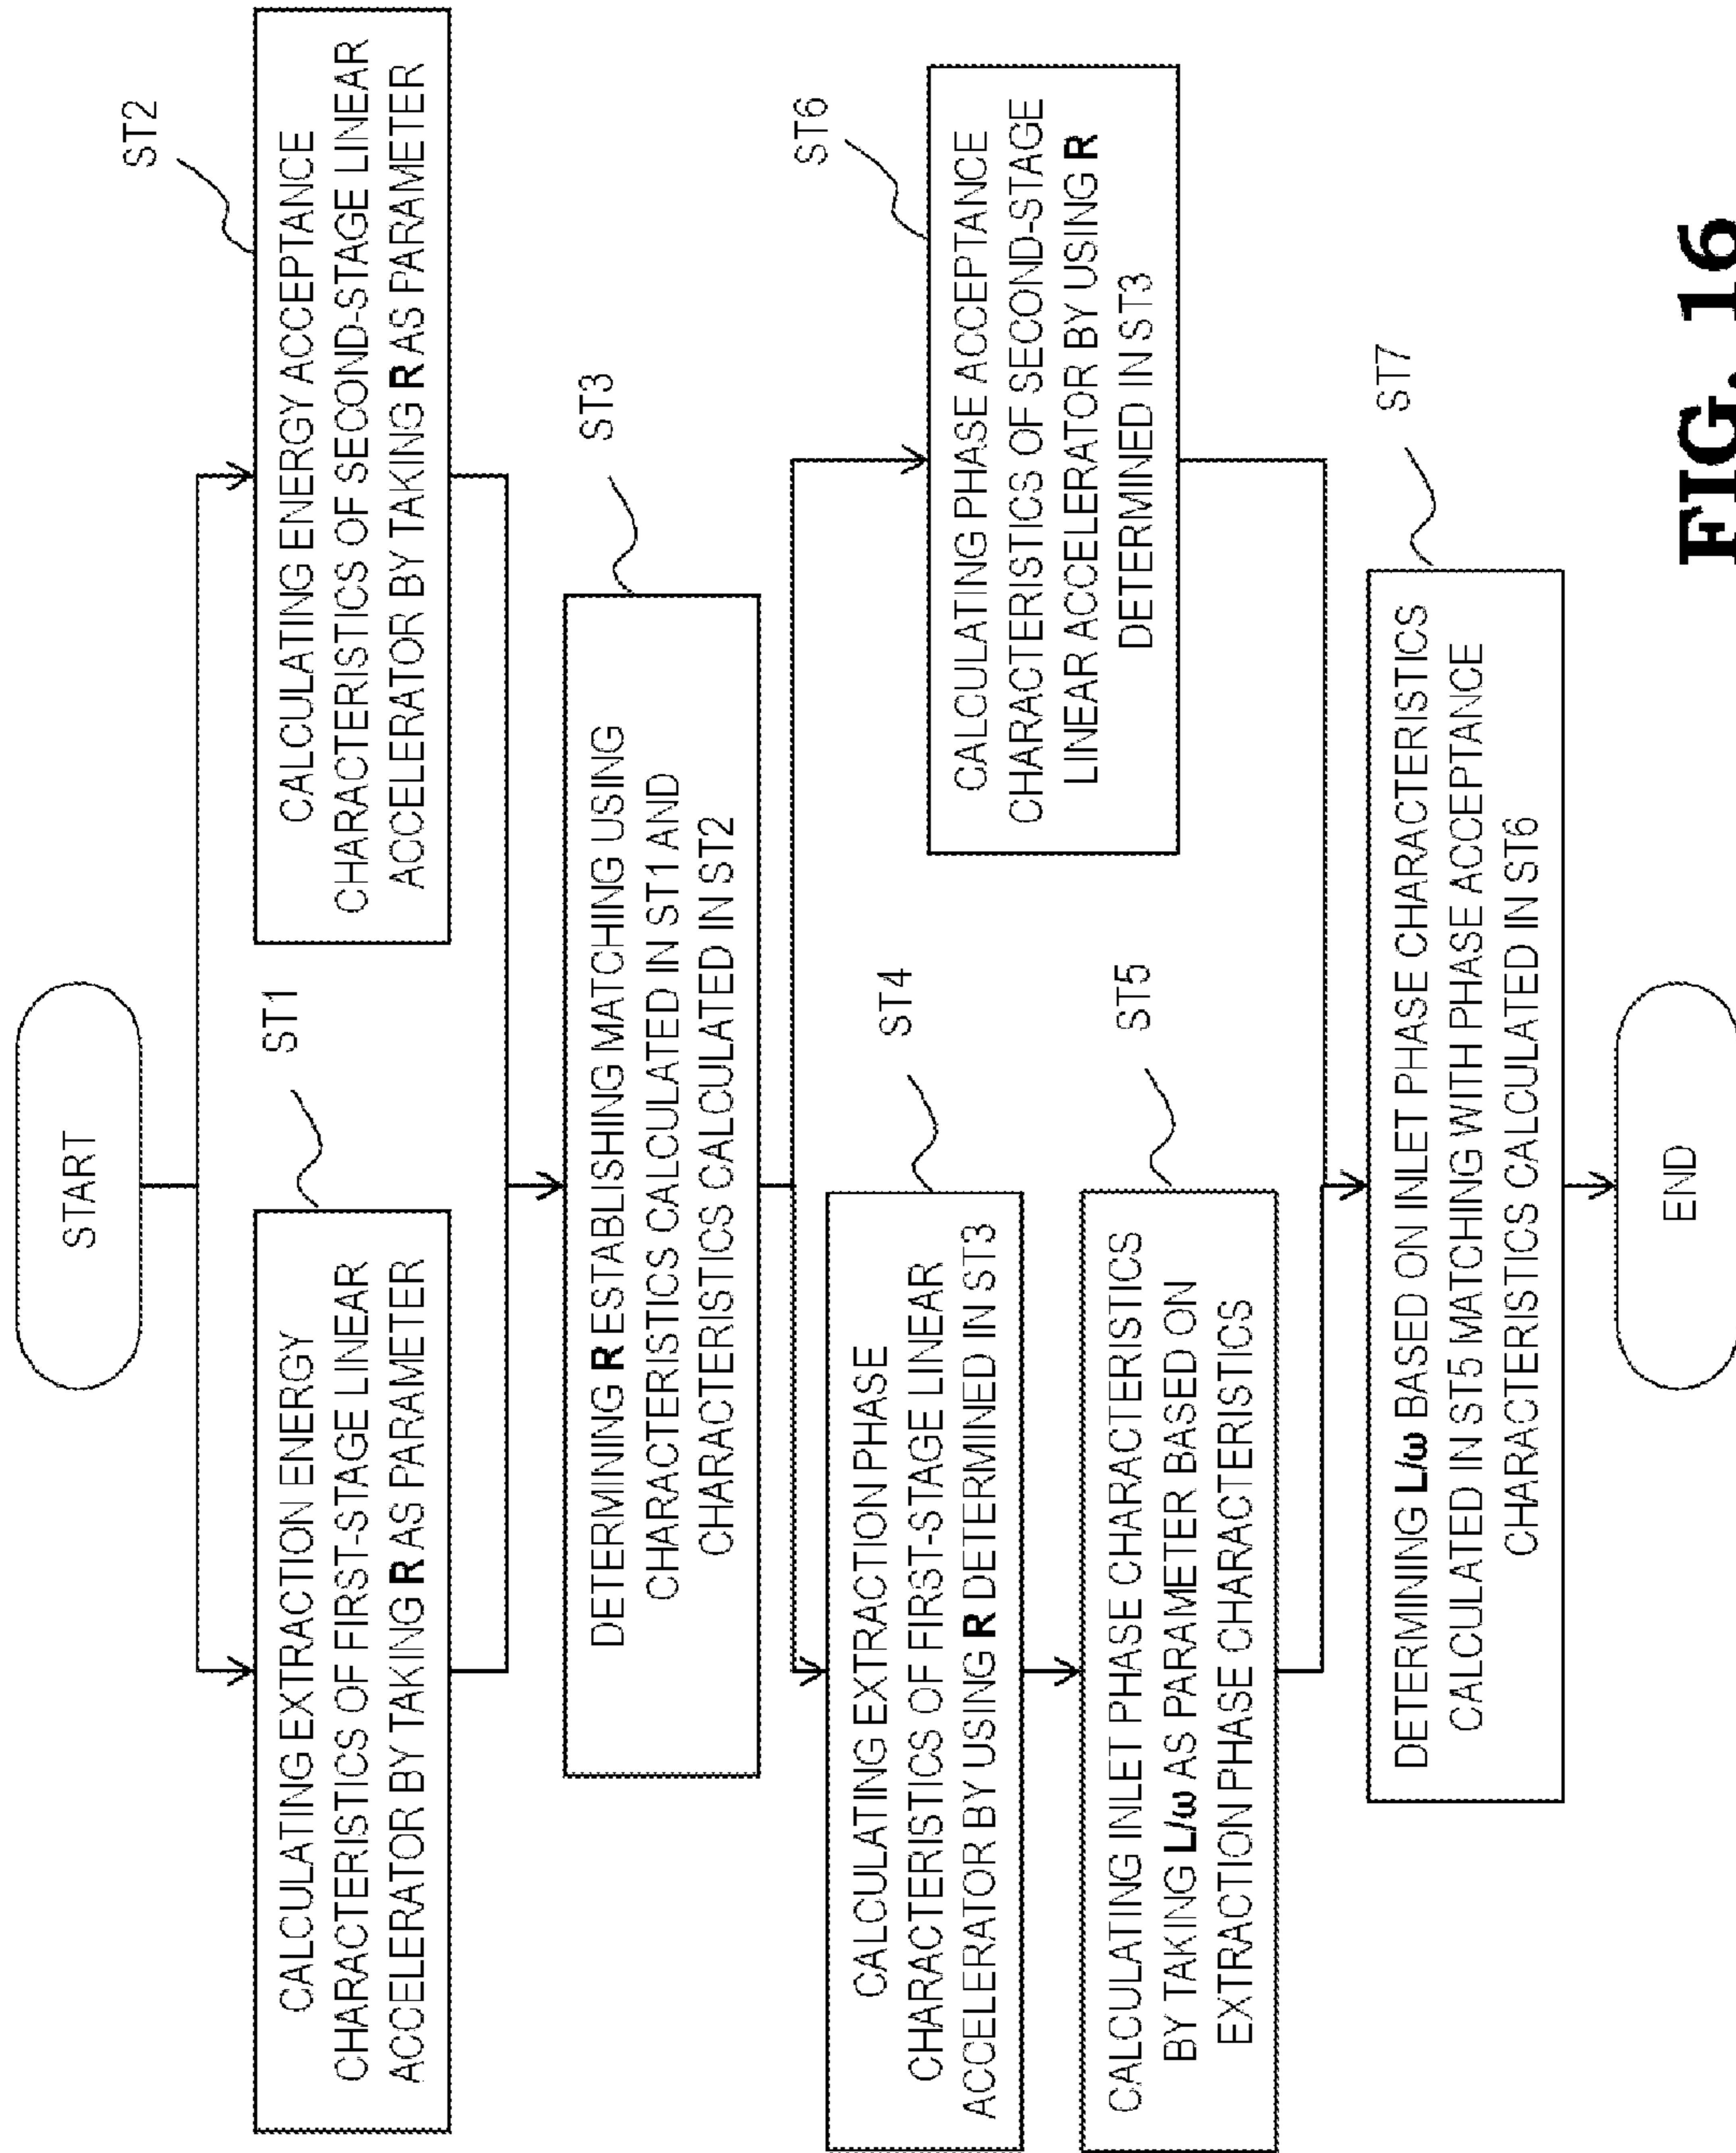 START
ST1
CALCULATING EXTRACTION ENERGY
CHARACTERISTICS OF FIRST-STAGE LINEAR
ACCELERATOR BY TAKING R AS PARAMETER
ST2
CALCULATING ENERGY ACCEPTANCE
CHARACTERISTICS OF SECOND-STAGE LINEAR
ACCELERATOR BY TAKING R AS PARAMETER
ST3
DETERMINING R ESTABLISHING MATCHING USING
CHARACTERISTICS CALCULATED IN ST1 AND
CHARACTERISTICS CALCULATED IN ST2
ST4
CALCULATING EXTRACTION PHASE
CHARACTERISTICS OF FIRST-STAGE LINEAR
ACCELERATOR BY USING R DETERMINED IN ST3
ST5
CALCULATING INLET PHASE CHARACTERISTICS
BY TAKING L/ω AS PARAMETER BASED ON
EXTRACTION PHASE CHARACTERISTICS
ST6
CALCULATING PHASE ACCEPTANCE
CHARACTERISTICS OF SECOND-STAGE
LINEAR ACCELERATOR BY USING R
DETERMINED IN ST3
ST7
DETERMINING L/ω BASED ON INLET PHASE CHARACTERISTICS
CALCULATED IN ST5 MATCHING WITH PHASE ACCEPTANCE
CHARACTERISTICS CALCULATED IN ST6
END
FIG. 16